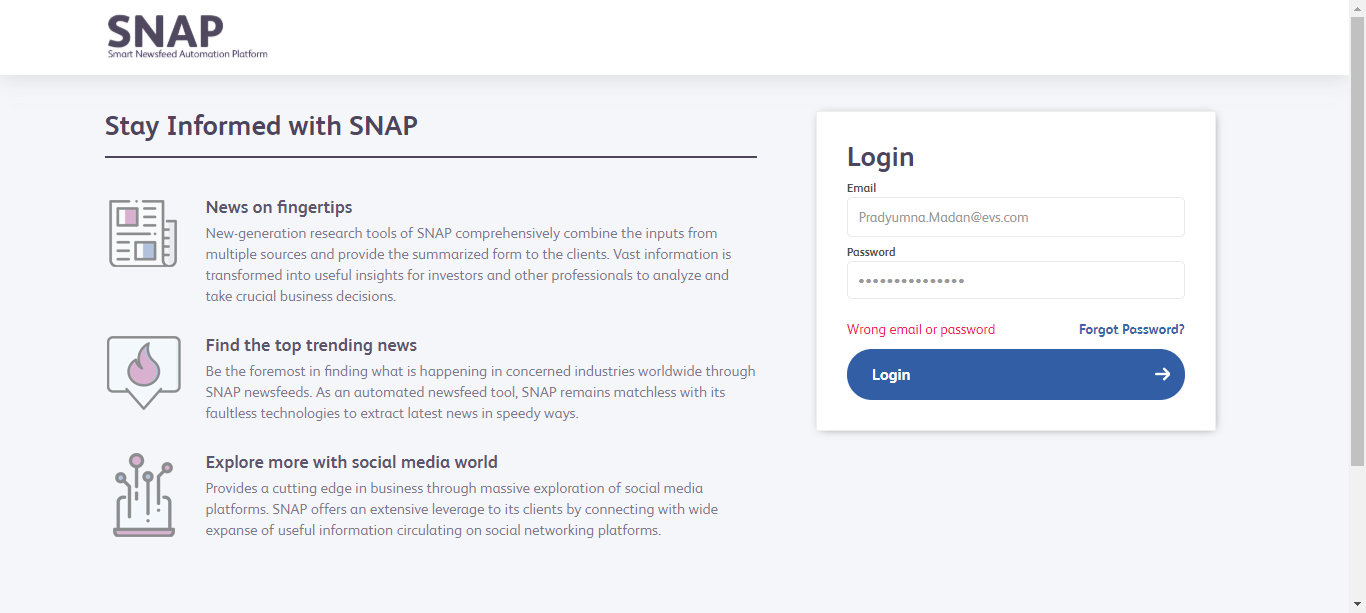 SNAP
Smart Newsfeed Automation Platform
Stay Informed with SNAP
News on fingertips
New-generation research tools of SNAP comprehensively combine the inputs from
multiple sources and provide the summarized form to the clients. Vast information is
transformed into useful insights for investors and other professionals to analyze and
take crucial business decisions.
Find the top trending news
Be the foremost in finding what is happening in concerned industries worldwide through
SNAP newsfeeds. As an automated newsfeed tool, SNAP remains matchless with its
faultless technologies to extract latest news in speedy ways.
Explore more with social media world
Provides a cutting edge in business through massive exploration of social media
platforms. SNAP offers an extensive leverage to its clients by connecting with wide
expanse of useful information circulating on social networking platforms.
Login
Email
Pradyumna.Madan@evs.com
Password
•••••••••••••••
Wrong email or password
Forgot Password?
Login